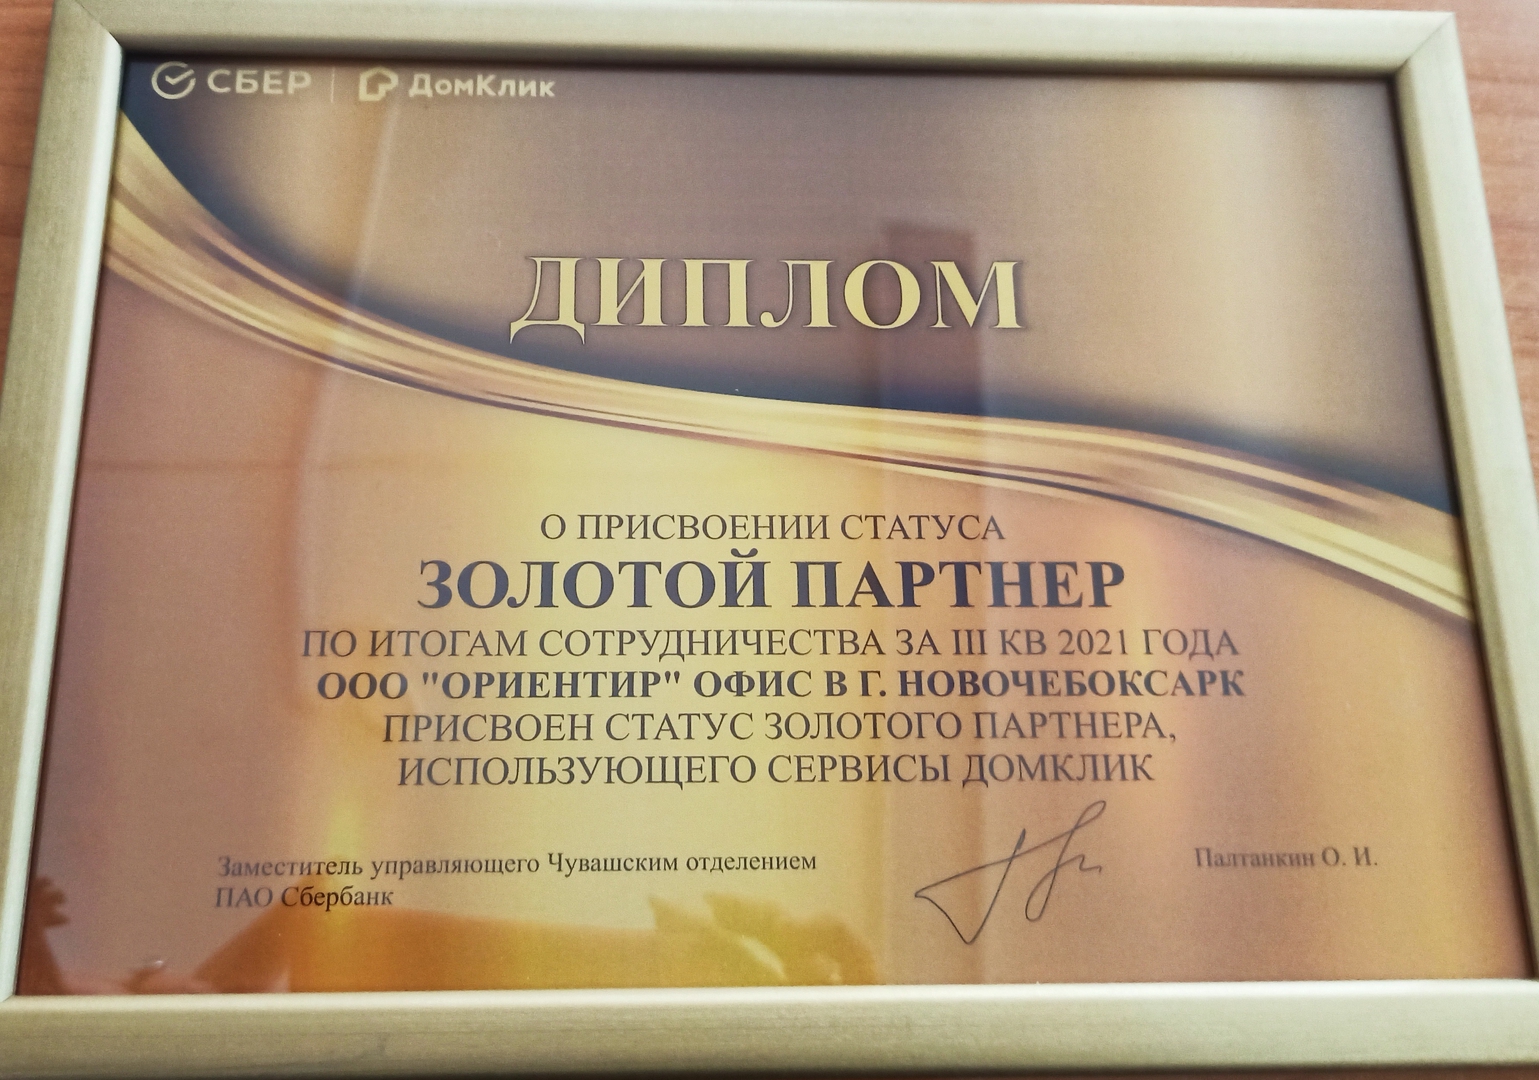 СБЕР | ДомКлик
ДИПЛОМ
О ПРИСВОЕНИИ СТАТУСА
ЗОЛОТОЙ ПАРТНЕР
ПО ИТОГАМ СОТРУДНИЧЕСТВА ЗА III КВ 2021 ГОДА
ООО "ОРИЕНТИР" ОФИС В Г. НОВОЧЕБОКСАРК
ПРИСВОЕН СТАТУС ЗОЛОТОГО ПАРТНЕРА,
ИСПОЛЬЗУЮЩЕГО СЕРВИСЫ ДОМКЛИК
Заместитель управляющего Чувашским отделением
ПАО Сбербанк
Палтанкин О. И.